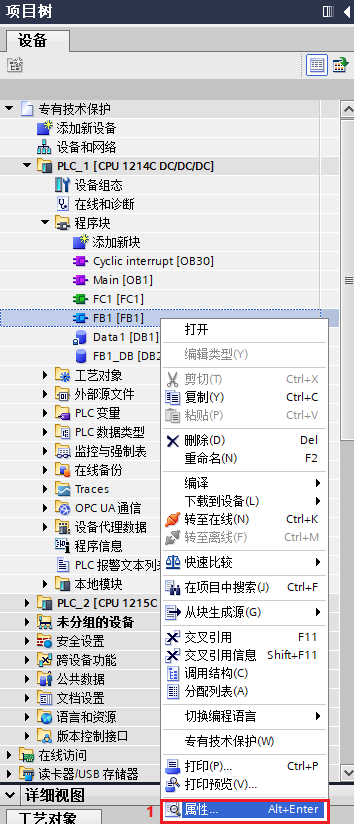 项目树
设备
专有技术保护
添加新设备
设备和网络
PLC_1 [CPU 1214C DC/DC/DC]
设备组态
在线和诊断
程序块
添加新块
Cyclic interrupt [OB30]
Main [OB1]
FC1 [FC1]
FB1 [FB1]
Data1 [DB1]
FB1_DB [DB2
工艺对象
外部源文件
PLC 变量
PLC 数据类型
监控与强制表
在线备份
Traces
OPC UA 通信
设备代理数据
程序信息
PLC 报警文本列表
本地模块
PLC_2 [CPU 1215C
未分组的设备
安全设置
跨设备功能
公共数据
文档设置
语言和资源
版本控制接口
在线访问
读卡器/USB 存储器
详细视图
工艺对象
打开
编辑类型(Y)
剪切(T) Ctrl+X
复制(Y) Ctrl+C
粘贴(P) Ctrl+V
删除(D) Del
重命名(N) F2
编译
下载到设备(L)
转至在线(N) Ctrl+K
转至离线(F) Ctrl+M
快速比较
在项目中搜索(J) Ctrl+F
从块生成源(G)
交叉引用 F11
交叉引用信息 Shift+F11
调用结构(C)
分配列表(A)
切换编程语言
专有技术保护(W)
打印(P)... Ctrl+P
打印预览(V)...
1 属性... Alt+Enter